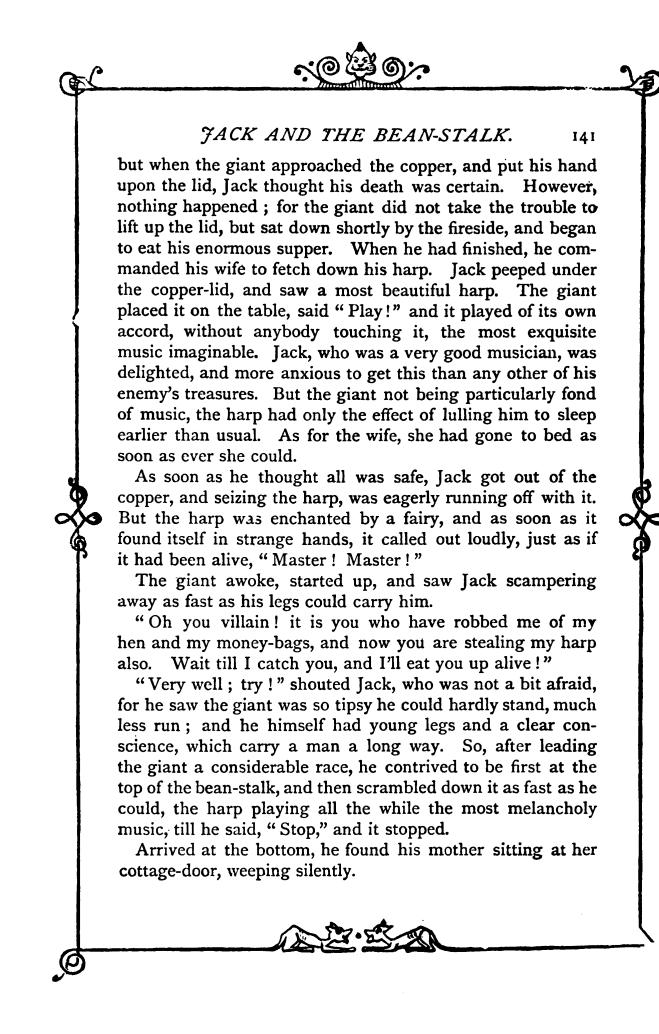 JACK AND THE BEAN-STALK. 141
but when the giant approached the copper, and put his hand
upon the lid, Jack thought his death was certain. However,
nothing happened ; for the giant did not take the trouble to
lift up the lid, but sat down shortly by the fireside, and began
to eat his enormous supper. When he had finished, he com-
manded his wife to fetch down his harp. Jack peeped under
the copper-lid, and saw a most beautiful harp. The giant
placed it on the table, said “ Play ! ” and it played of its own
accord, without anybody touching it, the most exquisite
music imaginable. Jack, who was a very good musician, was
delighted, and more anxious to get this than any other of his
enemy’s treasures. But the giant not being particularly fond
of music, the harp had only the effect of lulling him to sleep
earlier than usual. As for the wife, she had gone to bed as
soon as ever she could.
As soon as he thought all was safe, Jack got out of the
copper, and seizing the harp, was eagerly running off with it.
But the harp was enchanted by a fairy, and as soon as it
found itself in strange hands, it called out loudly, just as if
it had been alive, “ Master ! Master ! ”
The giant awoke, started up, and saw Jack scampering
away as fast as his legs could carry him.
“ Oh you villain ! it is you who have robbed me of my
hen and my money-bags, and now you are stealing my harp
also. Wait till I catch you, and I’ll eat you up alive ! ”
“ Very well ; try ! ” shouted Jack, who was not a bit afraid,
for he saw the giant was so tipsy he could hardly stand, much
less run ; and he himself had young legs and a clear con-
science, which carry a man a long way. So, after leading
the giant a considerable race, he contrived to be first at the
top of the bean-stalk, and then scrambled down it as fast as he
could, the harp playing all the while the most melancholy
music, till he said, “ Stop,” and it stopped.
Arrived at the bottom, he found his mother sitting at her
cottage-door, weeping silently.